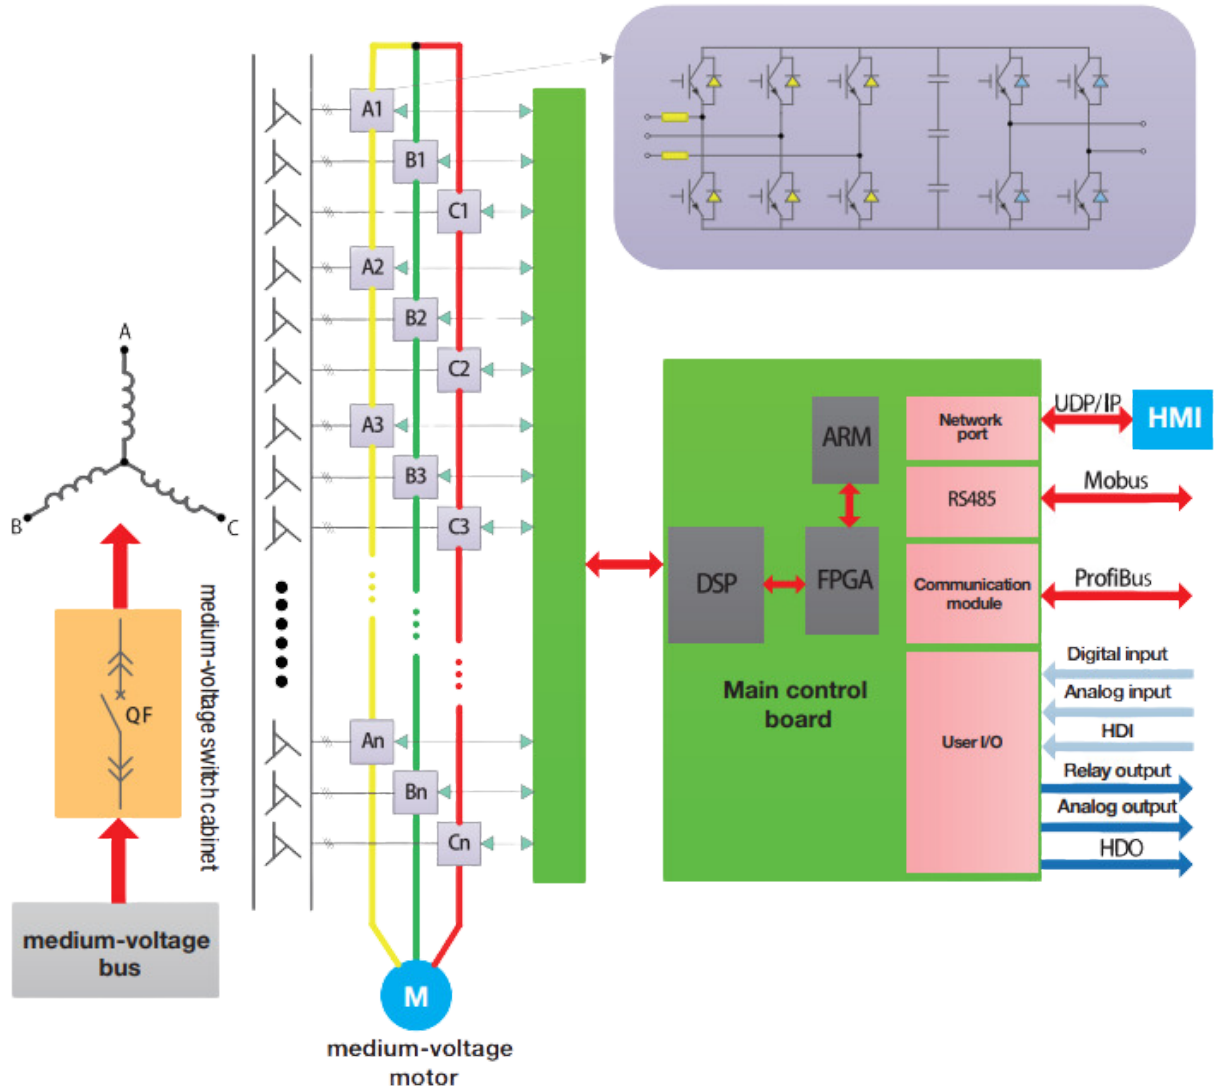 A
B
C
medium-voltage switch cabinet
QF
medium-voltage
bus
A1
B1
C1
A2
B2
C2
A3
B3
C3
An
Bn
Cn
M
medium-voltage
motor
DSP
FPGA
ARM
Main control
board
Network
port
RS485
Communication
module
User I/O
UDP/IP
HMI
Mobus
ProfiBus
Digital input
Analog input
HDI
Relay output
Analog output
HDO